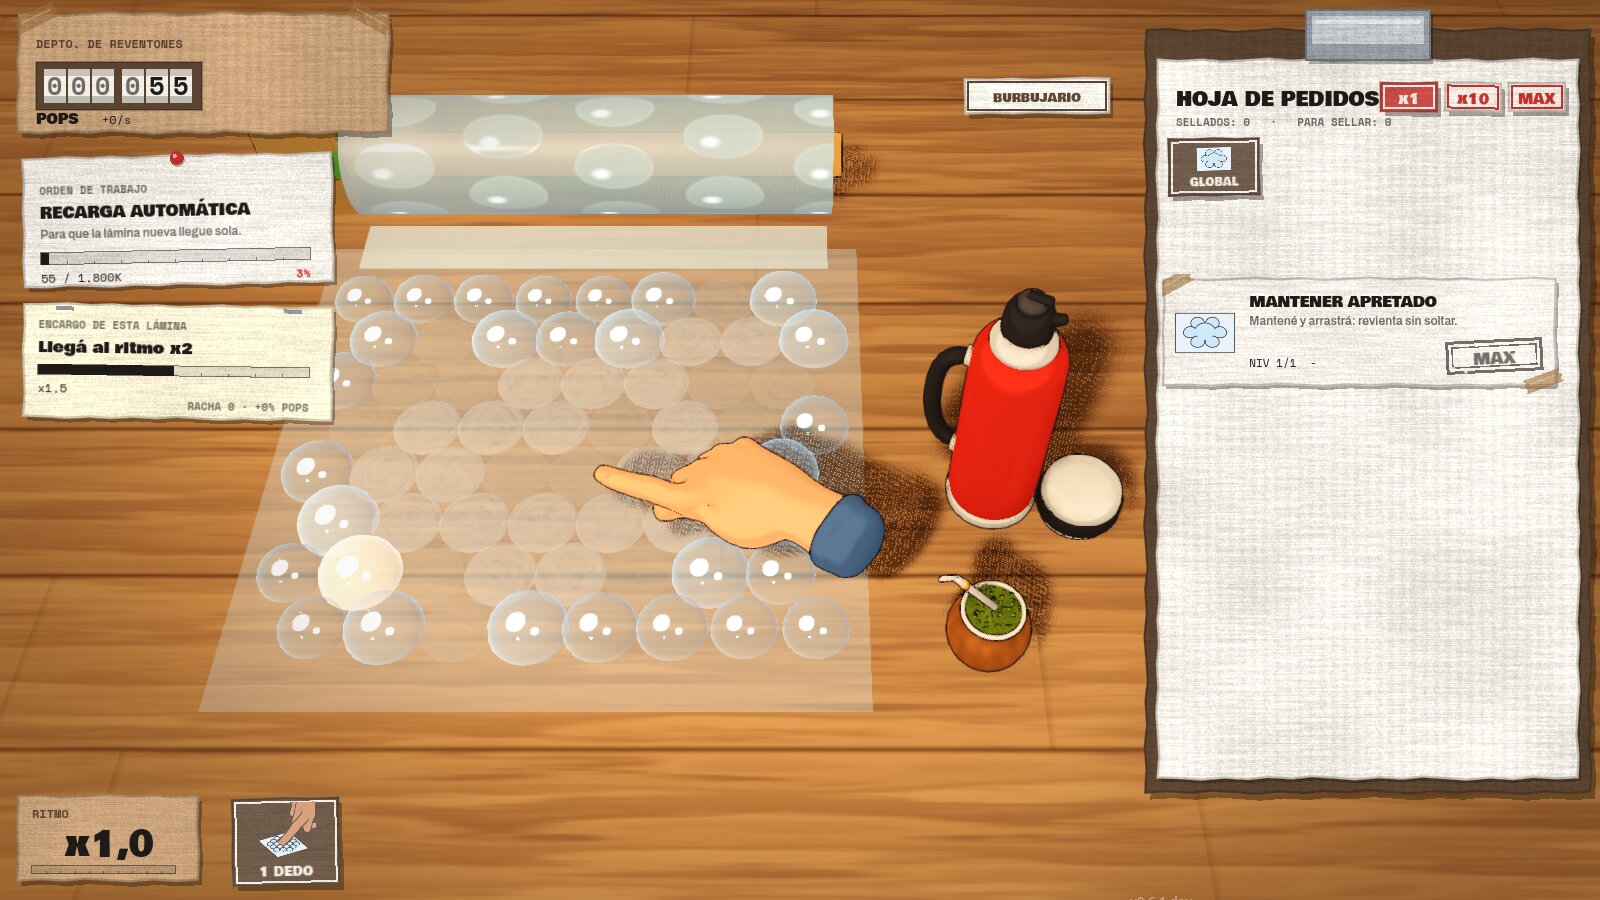 DEPTO. DE REVENTONES
000 055
POPS +0/s
ORDEN DE TRABAJO
RECARGA AUTOMÁTICA
Para que la lámina nueva llegue sola.
55 / 1.800K 3%
ENCARGO DE ESTA LÁMINA
Llegá al ritmo x2
x1,5
RACHA 0 · +0% POPS
BURBUJARIO
HOJA DE PEDIDOS x1 x10 MAX
SELLADOS: 0 · PARA SELLAR: 0
GLOBAL
MANTENER APRETADO
Mantené y arrastrá: revienta sin soltar.
NIV 1/1 - MAX
RITMO
x1,0
1 DEDO